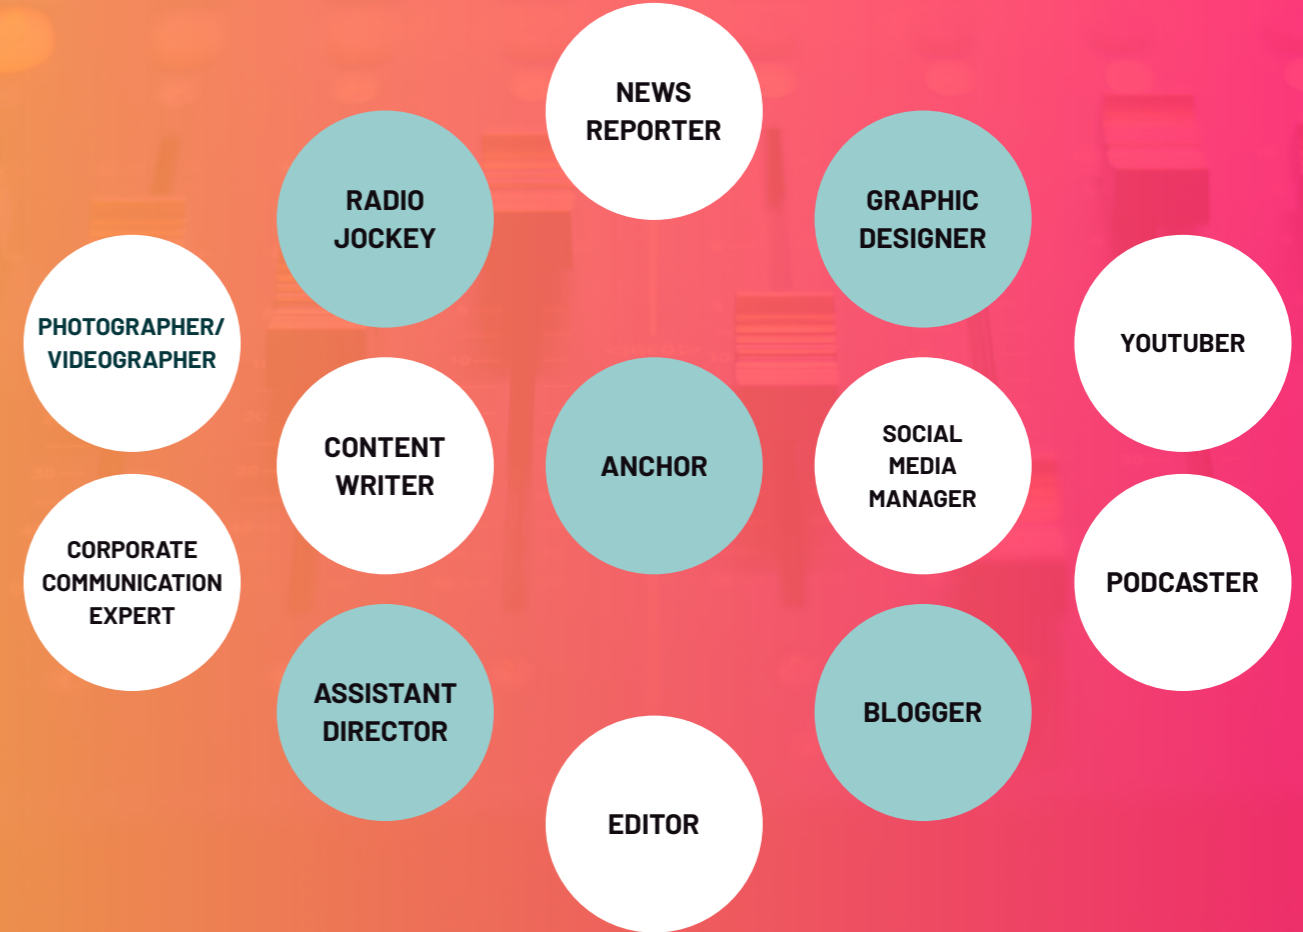 NEWS
REPORTER
RADIO
JOCKEY
GRAPHIC
DESIGNER
PHOTOGRAPHER/
VIDEOGRAPHER
YOUTUBER
CONTENT
WRITER
ANCHOR
SOCIAL
MEDIA
MANAGER
CORPORATE
COMMUNICATION
EXPERT
PODCASTER
ASSISTANT
DIRECTOR
BLOGGER
EDITOR